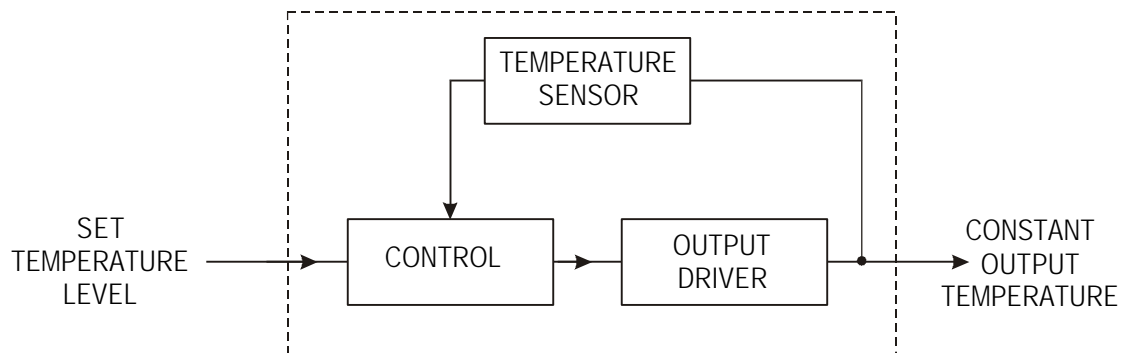 TEMPERATURE
SENSOR
SET
TEMPERATURE
LEVEL
CONTROL
OUTPUT
DRIVER
CONSTANT
OUTPUT
TEMPERATURE